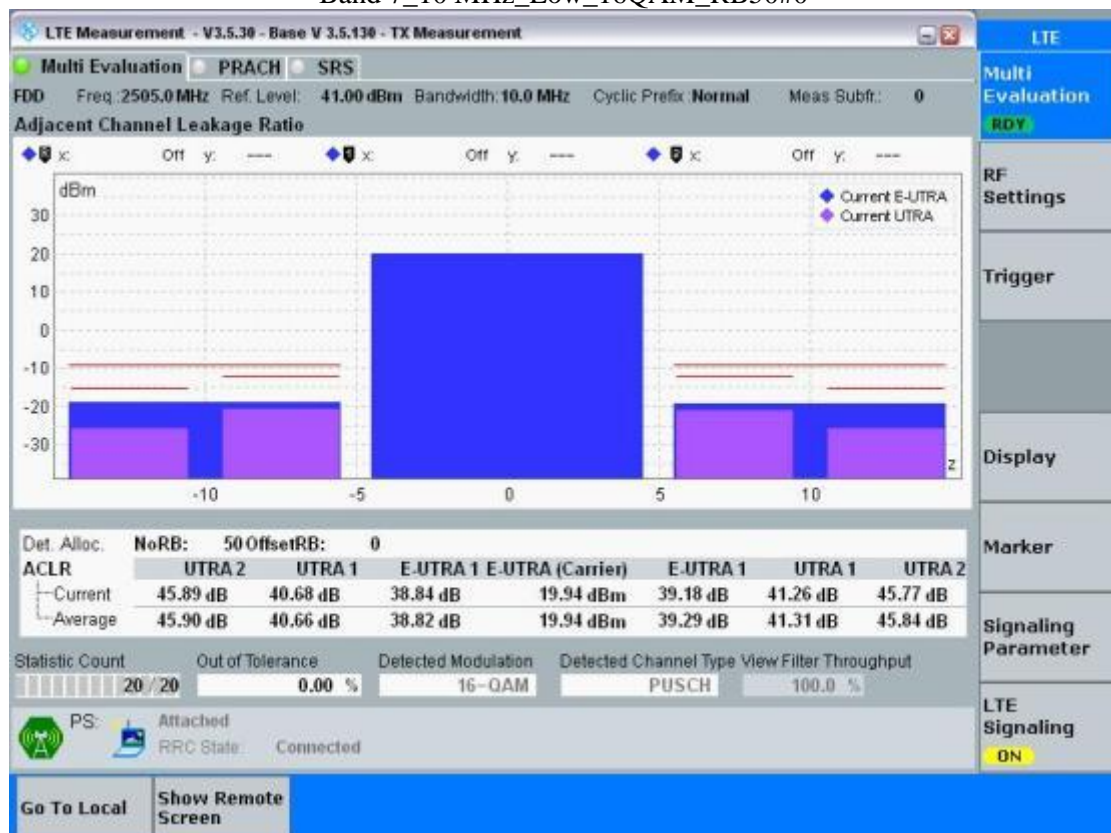 Band 7_10 MHz_Low_16QAM_RB50#0
LTE Measurement - V3.5.30 - Base V 3.5.130 - TX Measurement
LTE
Multi Evaluation PRACH SRS
Multi Evaluation
RDY
FDD Freq.:2505.0 MHz Ref. Level: 41.00 dBm Bandwidth:10.0 MHz Cyclic Prefix:Normal Meas Subfr.: 0
Adjacent Channel Leakage Ratio
x: Off y: --- x: Off y: --- x: Off y: ---
dBm
Current E-UTRA
Current UTRA
30
20
10
0
-10
-20
-30
z
-10 -5 0 5 10
RF Settings
Trigger
Display
Marker
Signaling Parameter
LTE Signaling
ON
Det. Alloc. NoRB: 50 OffsetRB: 0
ACLR UTRA 2 UTRA 1 E-UTRA 1 E-UTRA (Carrier) E-UTRA 1 UTRA 1 UTRA 2
Current 45.89 dB 40.68 dB 38.84 dB 19.94 dBm 39.18 dB 41.26 dB 45.77 dB
Average 45.90 dB 40.66 dB 38.82 dB 19.94 dBm 39.29 dB 41.31 dB 45.84 dB
Statistic Count Out of Tolerance Detected Modulation Detected Channel Type View Filter Throughput
20 / 20 0.00 % 16-QAM PUSCH 100.0 %
PS: Attached
RRC State: Connected
Go To Local Show Remote Screen